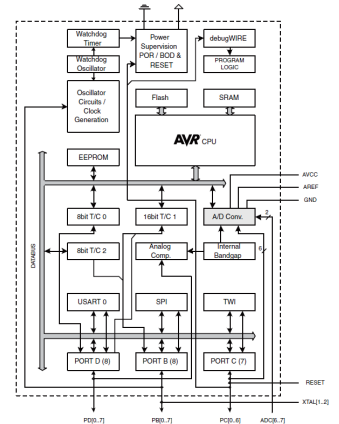 Watchdog
Timer
Power
Supervision
POR / BOD &
RESET
debugWIRE
PROGRAM
LOGIC
Watchdog
Oscillator
Oscillator
Circuits /
Clock
Generation
Flash
SRAM
AVR CPU
EEPROM
AVCC
AREF
GND
8bit T/C 0
16bit T/C 1
A/D Conv.
2
DATABUS
8bit T/C 2
Analog
Comp.
Internal
Bandgap
6
USART 0
SPI
TWI
PORT D (8)
PORT B (8)
PORT C (7)
RESET
XTAL[1..2]
PD[0..7]
PB[0..7]
PC[0..6]
ADC[6..7]